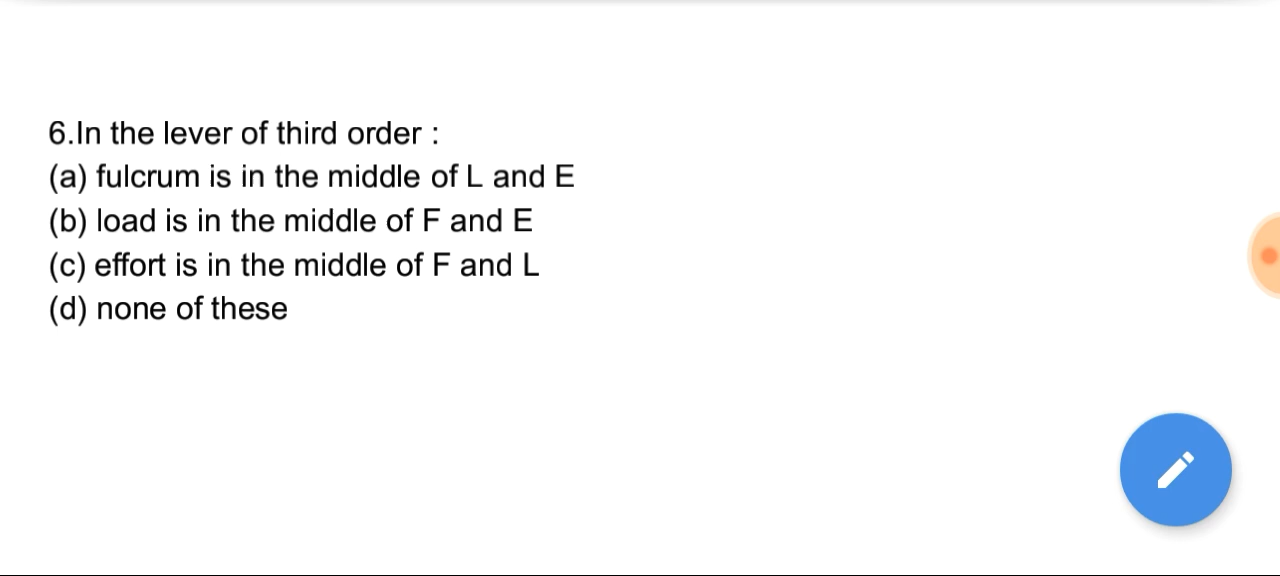 6.In the lever of third order :
(a) fulcrum is in the middle of L and E
(b) load is in the middle of F and E
(c) effort is in the middle of F and L
(d) none of these